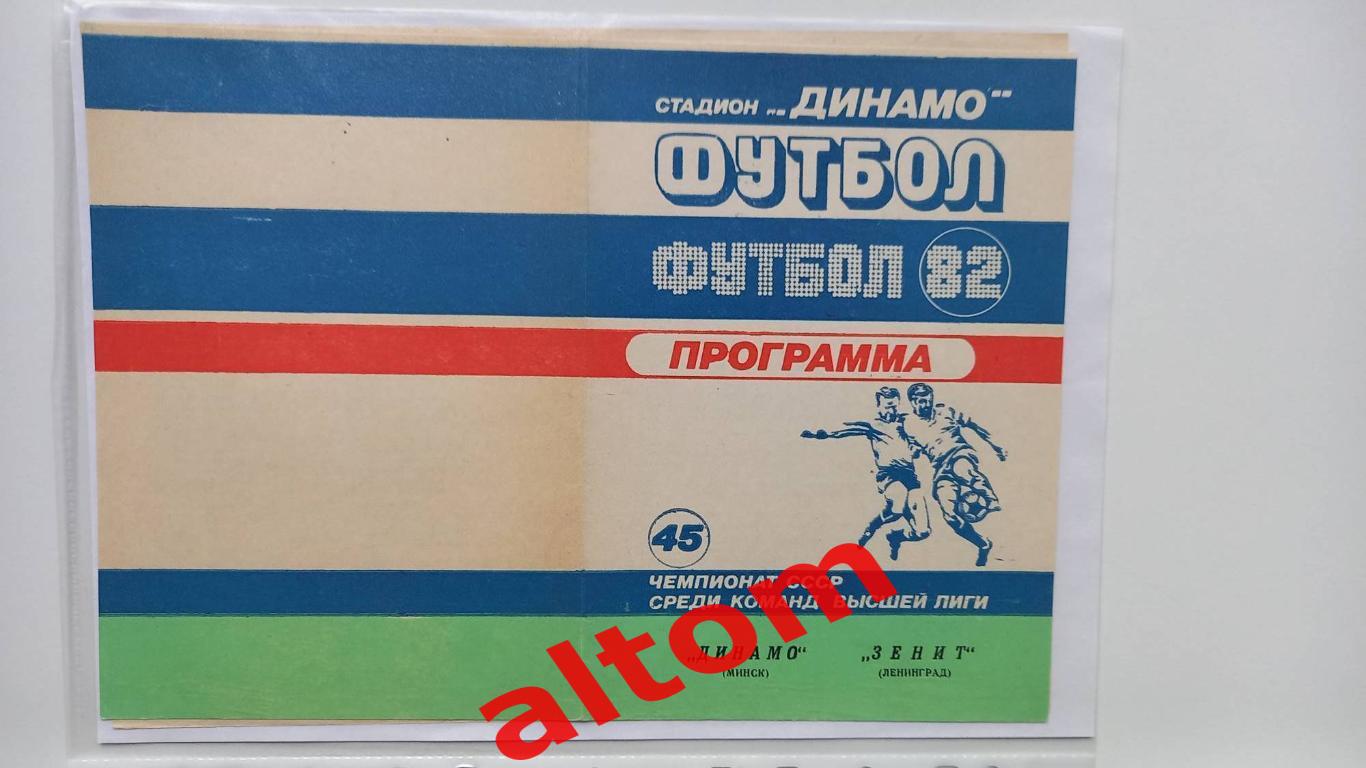 СТАДИОН „ДИНАМО"
ФУТБОЛ
ФУТБОЛ 82
ПРОГРАММА
45
ЧЕМПИОНАТ СССР
СРЕДИ КОМАНД ВЫСШЕЙ ЛИГИ
„ДИНАМО“ „ЗЕНИТ“
(МИНСК) (ЛЕНИНГРАД)
altom